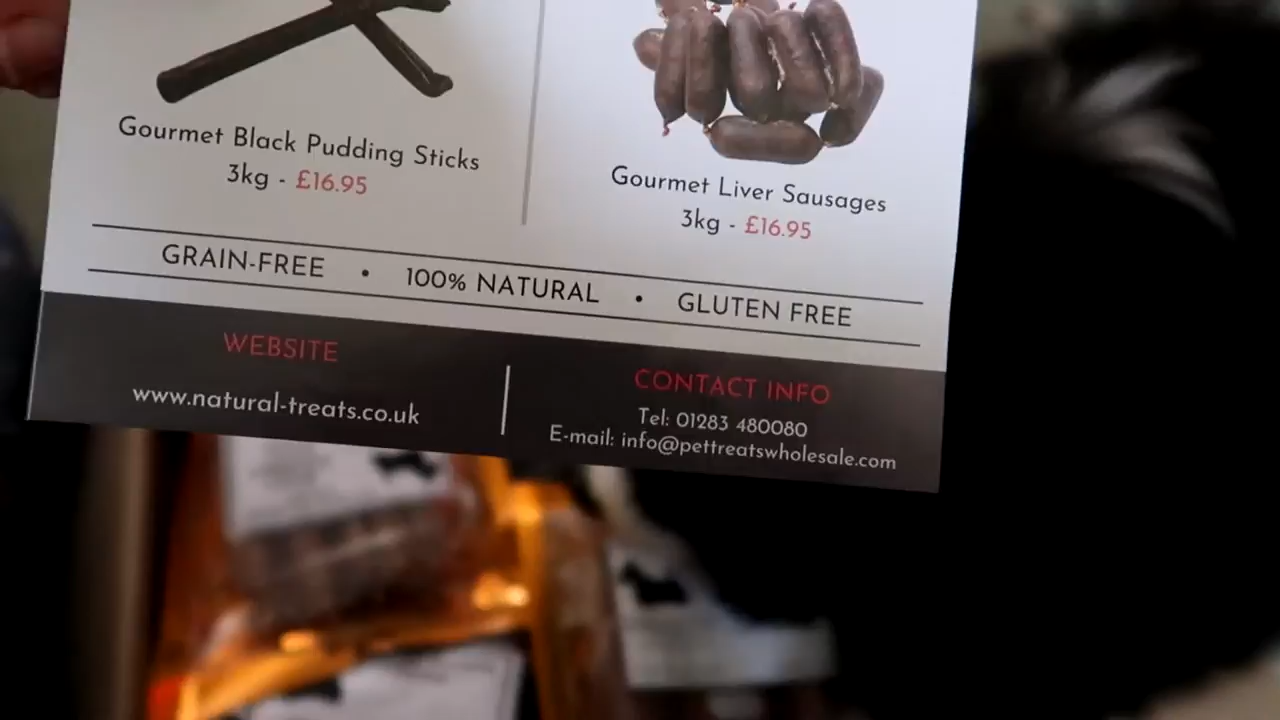 Gourmet Black Pudding Sticks
3kg - £16.95
Gourmet Liver Sausages
3kg - £16.95
GRAIN-FREE • 100% NATURAL • GLUTEN FREE
WEBSITE
www.natural-treats.co.uk
CONTACT INFO
Tel: 01283 480080
E-mail: info@pettreatswholesale.com